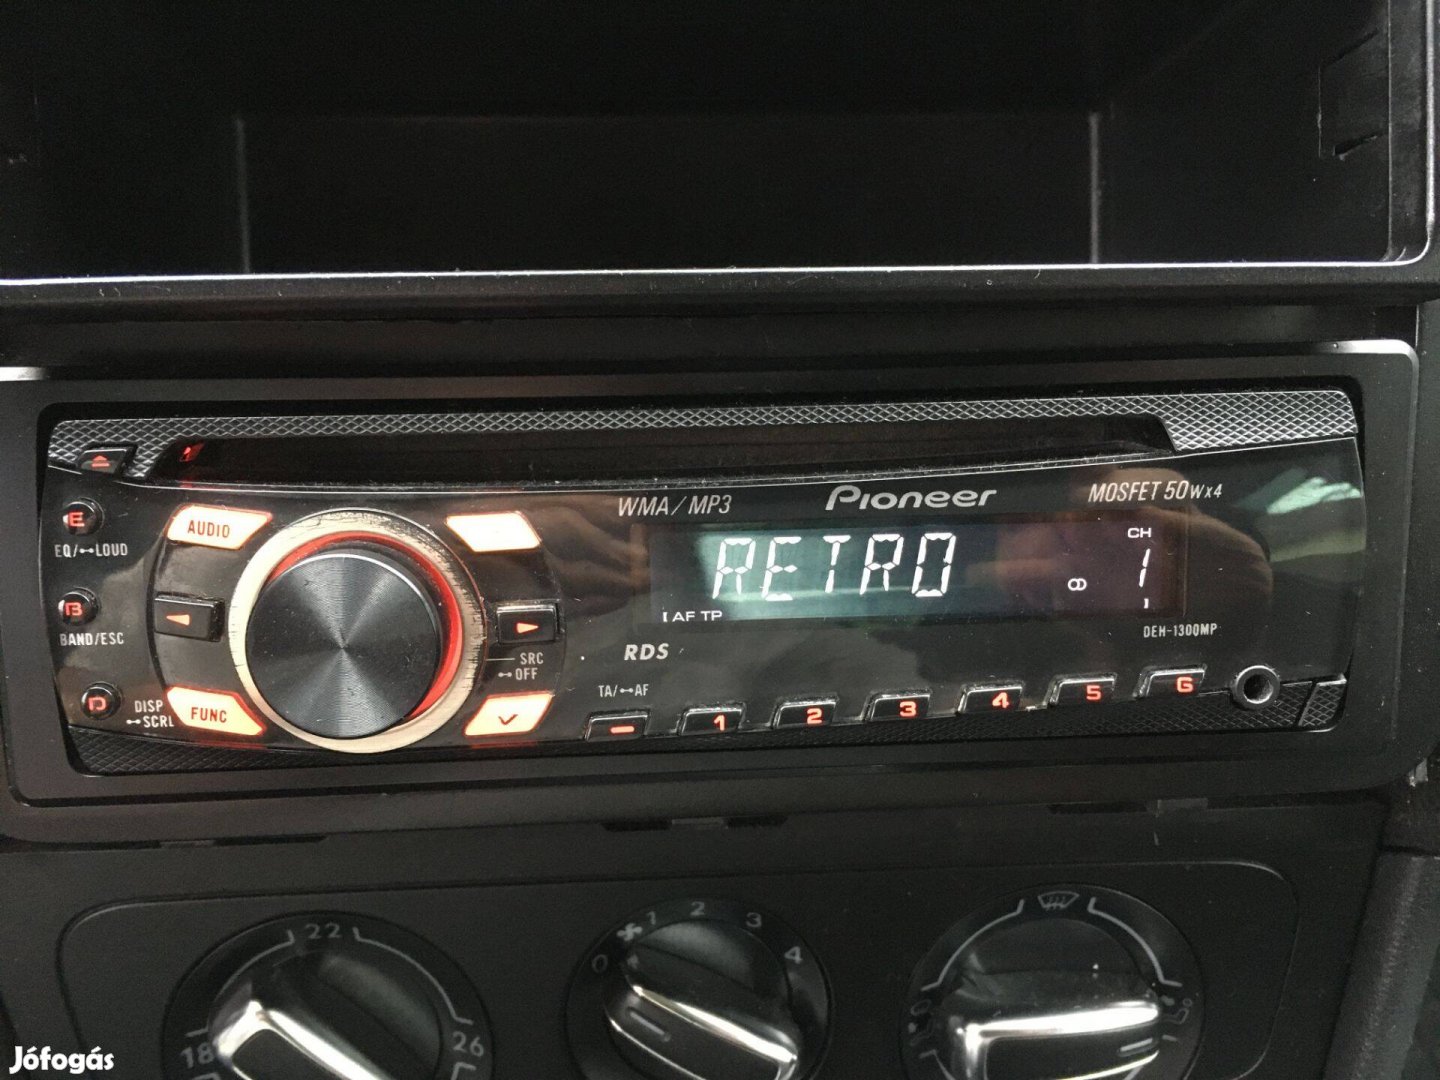 WMA/MP3
Pioneer
MOSFET 50W×4
E
EQ/LOUD
AUDIO
RETRO
CH
1
AF TP
B
BAND/ESC
DEH-1300MP
RDS
SRC
OFF
D
DISP
SCRL
FUNC
TA/AF
1
2
3
4
5
6
22
18
26
0
1
2
3
4
Jófogás